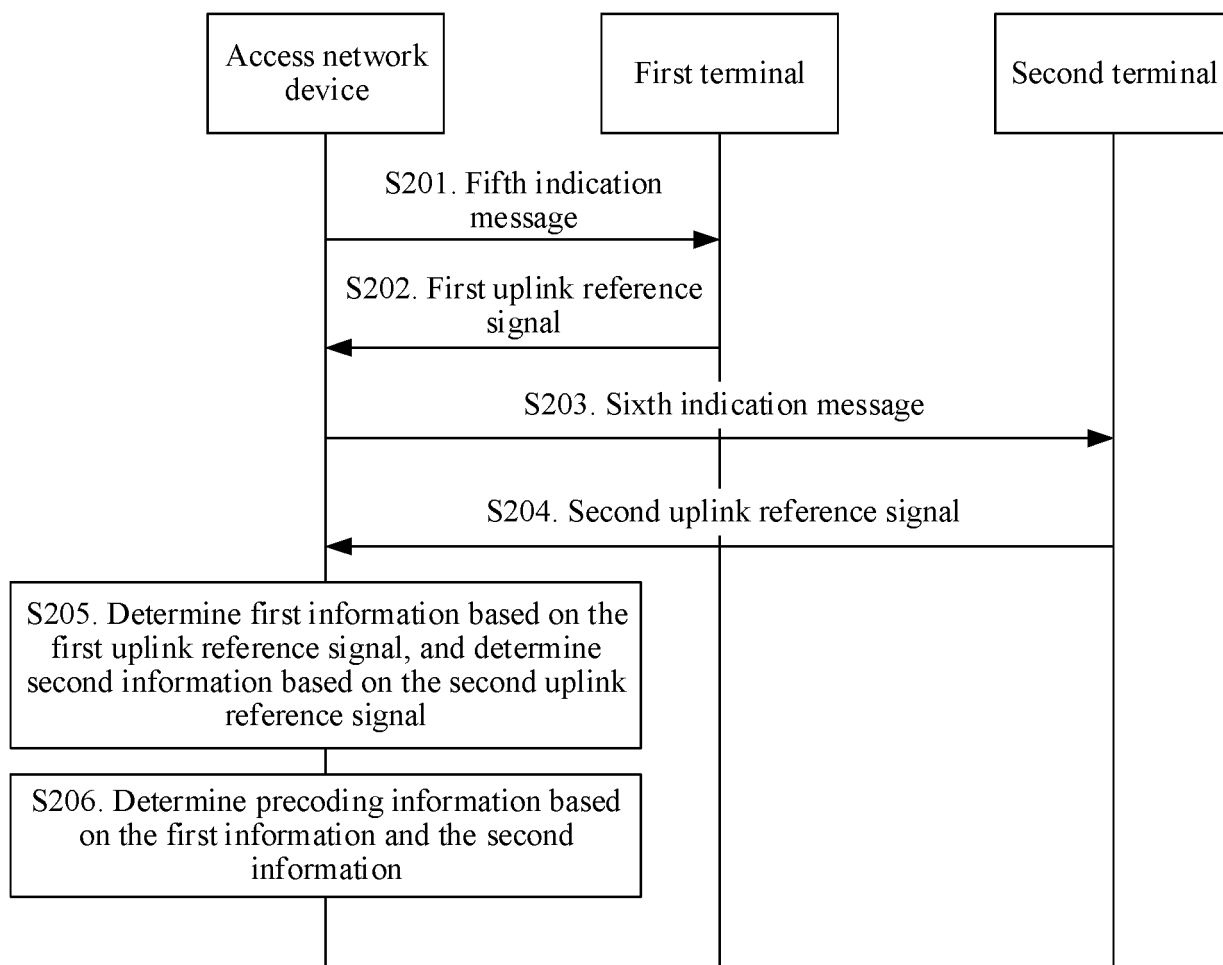 Access network
device
First terminal
Second terminal
S201. Fifth indication
message
S202. First uplink reference
signal
S203. Sixth indication message
S204. Second uplink reference signal
S205. Determine first information based on the
first uplink reference signal, and determine
second information based on the second uplink
reference signal
S206. Determine precoding information based
on the first information and the second
information